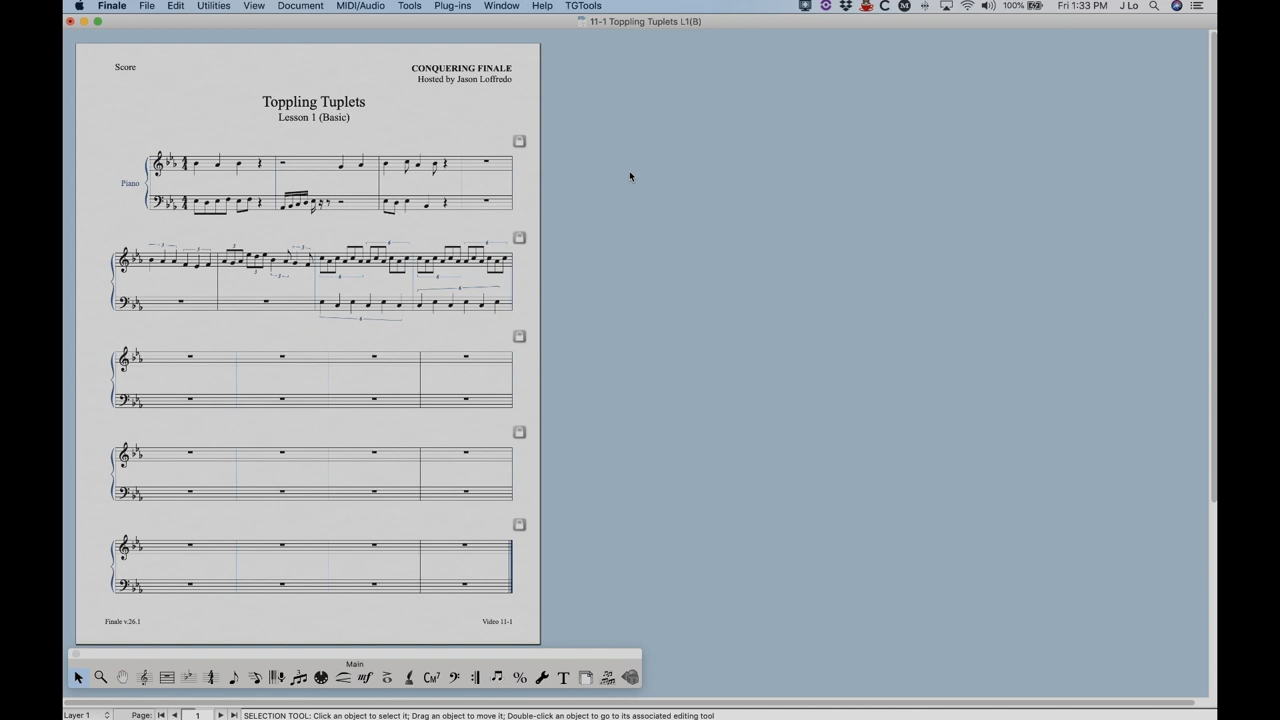 Finale File Edit Utilities View Document MIDI/Audio Tools Plug-ins Window Help TGTools 100% Fri 1:33 PM J Lo
11-1 Toppling Tuplets L1(B)
Score
CONQUERING FINALE
Hosted by Jason Loffredo
Toppling Tuplets
Lesson 1 (Basic)
Piano
Finale v.26.1
Video 11-1
Main
Layer 1 Page: 1 SELECTION TOOL: Click an object to select it; Drag an object to move it; Double-click an object to go to its associated editing tool